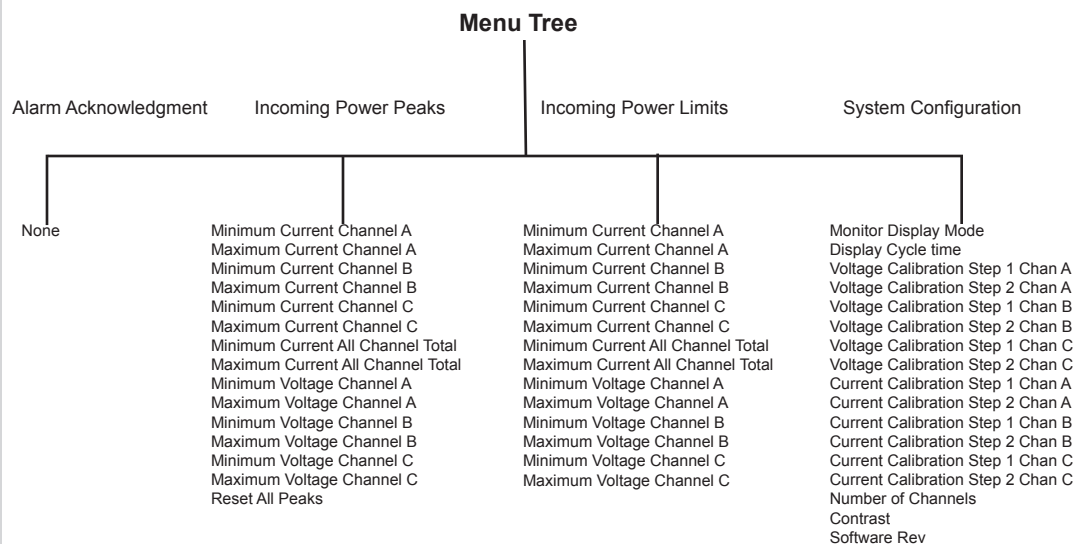 Menu Tree
Alarm Acknowledgment
Incoming Power Peaks
Incoming Power Limits
System Configuration
None
Minimum Current Channel A
Maximum Current Channel A
Minimum Current Channel B
Maximum Current Channel B
Minimum Current Channel C
Maximum Current Channel C
Minimum Current All Channel Total
Maximum Current All Channel Total
Minimum Voltage Channel A
Maximum Voltage Channel A
Minimum Voltage Channel B
Maximum Voltage Channel B
Minimum Voltage Channel C
Maximum Voltage Channel C
Reset All Peaks
Minimum Current Channel A
Maximum Current Channel A
Minimum Current Channel B
Maximum Current Channel B
Minimum Current Channel C
Maximum Current Channel C
Minimum Current All Channel Total
Maximum Current All Channel Total
Minimum Voltage Channel A
Maximum Voltage Channel A
Minimum Voltage Channel B
Maximum Voltage Channel B
Minimum Voltage Channel C
Maximum Voltage Channel C
Monitor Display Mode
Display Cycle time
Voltage Calibration Step 1 Chan A
Voltage Calibration Step 2 Chan A
Voltage Calibration Step 1 Chan B
Voltage Calibration Step 2 Chan B
Voltage Calibration Step 1 Chan C
Voltage Calibration Step 2 Chan C
Current Calibration Step 1 Chan A
Current Calibration Step 2 Chan A
Current Calibration Step 1 Chan B
Current Calibration Step 2 Chan B
Current Calibration Step 1 Chan C
Current Calibration Step 2 Chan C
Number of Channels
Contrast
Software Rev